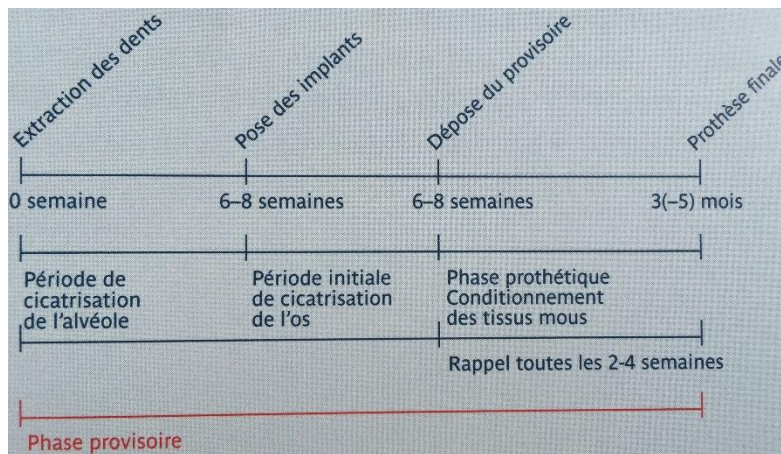 Extraction des dents
Pose des implants
Dépose du provisoire
Prothèse finale
0 semaine
6–8 semaines
6–8 semaines
3(–5) mois
Période de
cicatrisation
de l'alvéole
Période initiale
de cicatrisation
de l'os
Phase prothétique
Conditionnement
des tissus mous
Rappel toutes les 2-4 semaines
Phase provisoire